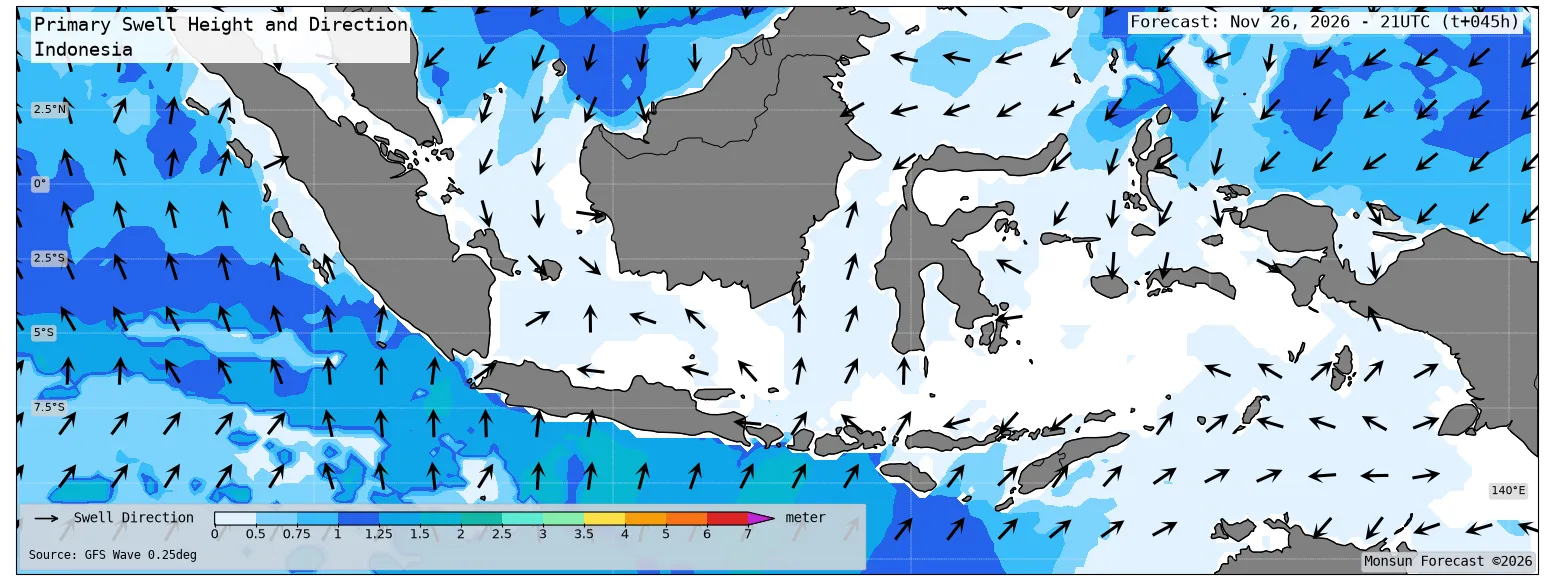 Primary Swell Height and Direction
Indonesia
Forecast: Nov 26, 2026 - 21UTC (t+045h)
2.5°N
0°
2.5°S
5°S
7.5°S
140°E
Swell Direction
0 0.5 0.75 1 1.25 1.5 2 2.5 3 3.5 4 5 6 7
meter
Source: GFS Wave 0.25deg
Monsun Forecast ©2026